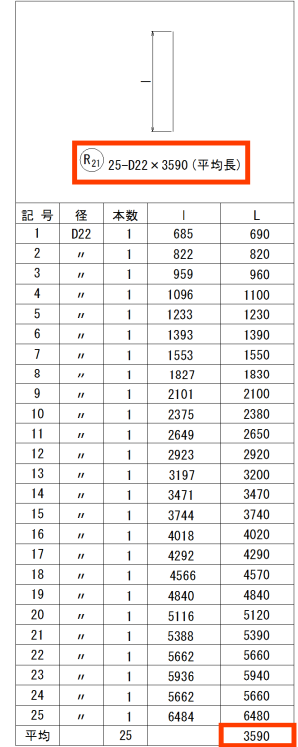 l
R21 25-D22×3590(平均長)
記 号 径 本数 l L
1 D22 1 685 690
2 〃 1 822 820
3 〃 1 959 960
4 〃 1 1096 1100
5 〃 1 1233 1230
6 〃 1 1393 1390
7 〃 1 1553 1550
8 〃 1 1827 1830
9 〃 1 2101 2100
10 〃 1 2375 2380
11 〃 1 2649 2650
12 〃 1 2923 2920
13 〃 1 3197 3200
14 〃 1 3471 3470
15 〃 1 3744 3740
16 〃 1 4018 4020
17 〃 1 4292 4290
18 〃 1 4566 4570
19 〃 1 4840 4840
20 〃 1 5116 5120
21 〃 1 5388 5390
22 〃 1 5662 5660
23 〃 1 5936 5940
24 〃 1 5662 5660
25 〃 1 6484 6480
平均 25 3590